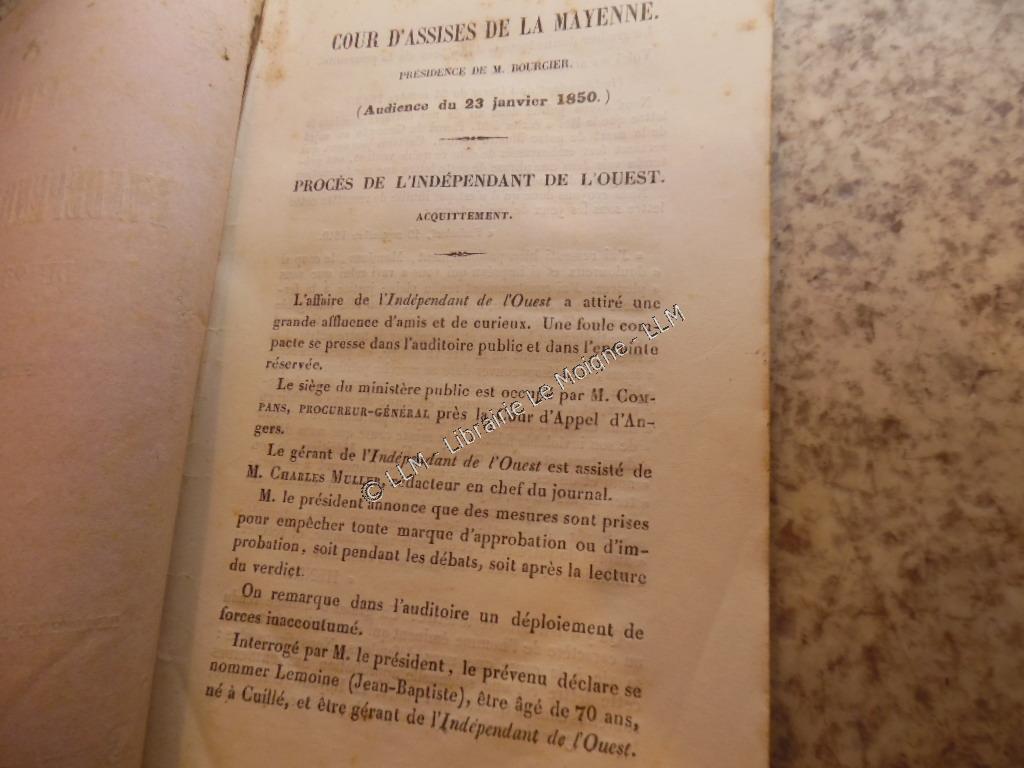 COUR D'ASSISES DE LA MAYENNE.
PRÉSIDENCE DE M. BOURCIER.
(Audience du 23 janvier 1850.)
PROCÈS DE L'INDÉPENDANT DE L'OUEST.
ACQUITTEMENT.
L'affaire de l'Indépendant de l'Ouest a attiré une
grande affluence d'amis et de curieux. Une foule com-
pacte se presse dans l'auditoire public et dans l'enceinte
réservée.
Le siège du ministère public est occupé par M. COM-
PANS, PROCUREUR-GÉNÉRAL près la Cour d'Appel d'An-
gers.
Le gérant de l'Indépendant de l'Ouest est assisté de
M. CHARLES MULLER, rédacteur en chef du journal.
M. le président annonce que des mesures sont prises
pour empêcher toute marque d'approbation ou d'im-
probation, soit pendant les débats, soit après la lecture
du verdict.
On remarque dans l'auditoire un déploiement de
forces inaccoutumé.
Interrogé par M. le président, le prévenu déclare se
nommer Lemoine (Jean-Baptiste), être âgé de 70 ans,
né à Cuillé, et être gérant de l'Indépendant de l'Ouest.
© LLM - Librairie Le Moigne - LLM